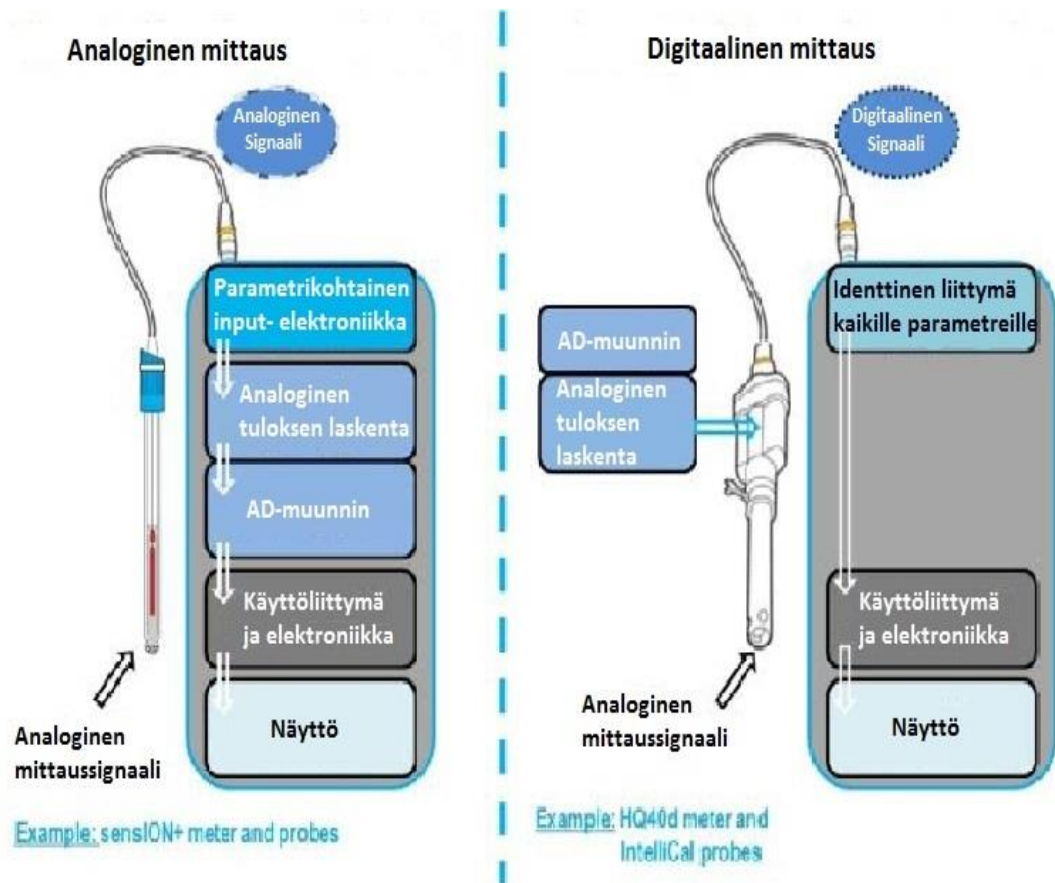 Analoginen mittaus
Analoginen
Signaali
Parametrikohtainen
input- elektroniikka
Analoginen
tuloksen laskenta
AD-muunnin
Käyttöliittymä
ja elektroniikka
Näyttö
Analoginen
mittaussignaali
Example: sensION+ meter and probes
Digitaalinen mittaus
Digitaalinen
Signaali
Identtinen liittymä
kaikille parametreille
AD-muunnin
Analoginen
tuloksen
laskenta
Käyttöliittymä
ja elektroniikka
Näyttö
Analoginen
mittaussignaali
Example: HQ40d meter and
IntelliCal probes